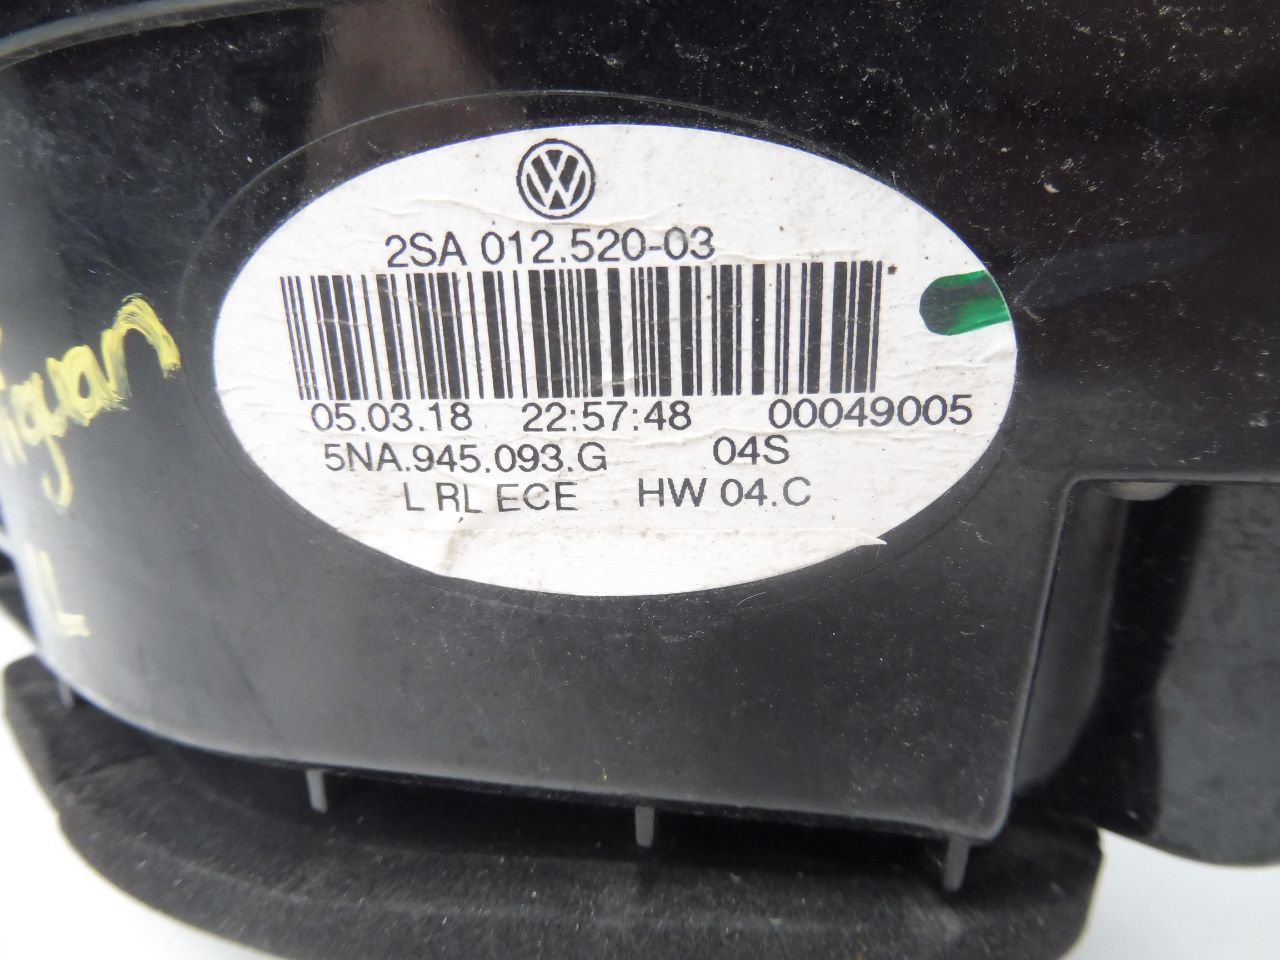 2SA 012.520-03
05.03.18 22:57:48 00049005
5NA.945.093.G 04S
L RL ECE HW 04.C
Tiguan
L